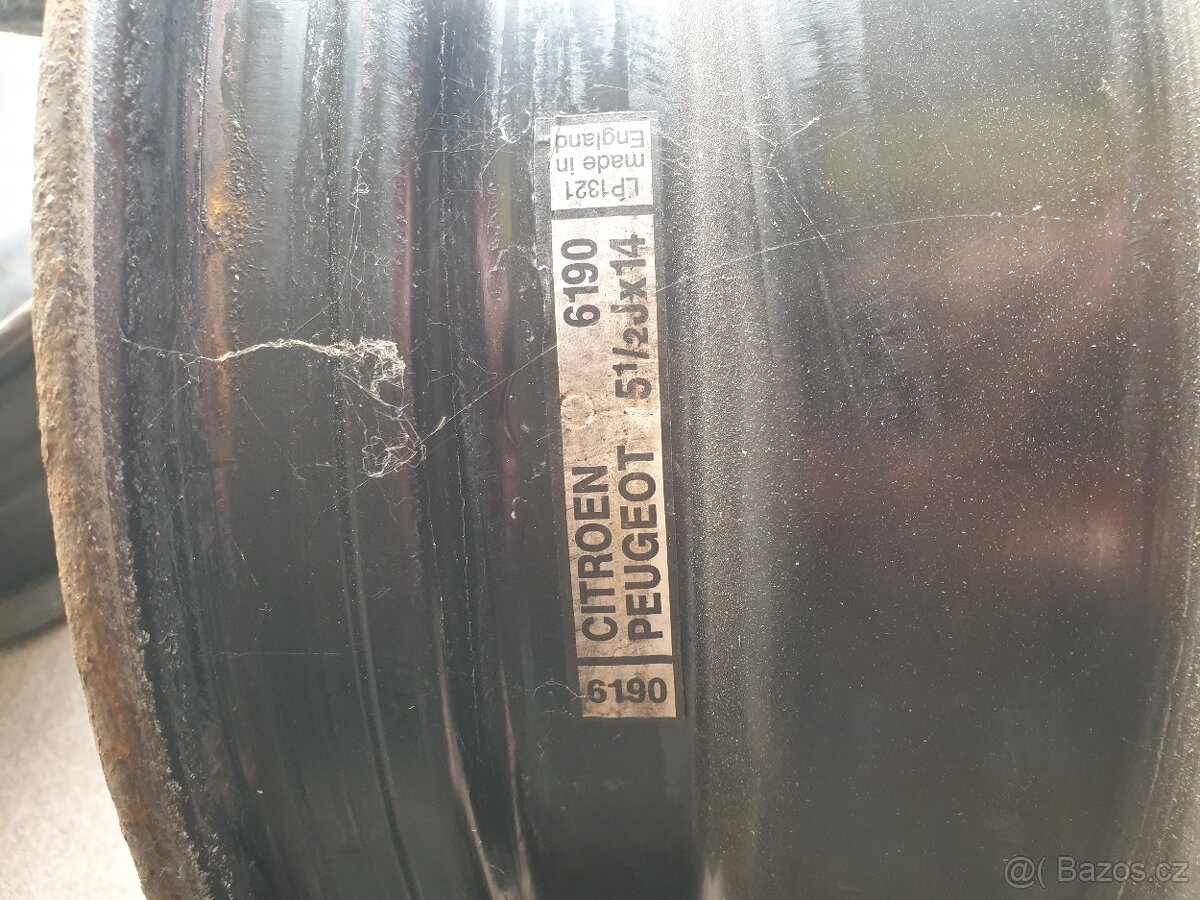 CITROEN 6190
PEUGEOT 5½Jx14
6190
LP1321
made in
England
@( Bazos.cz